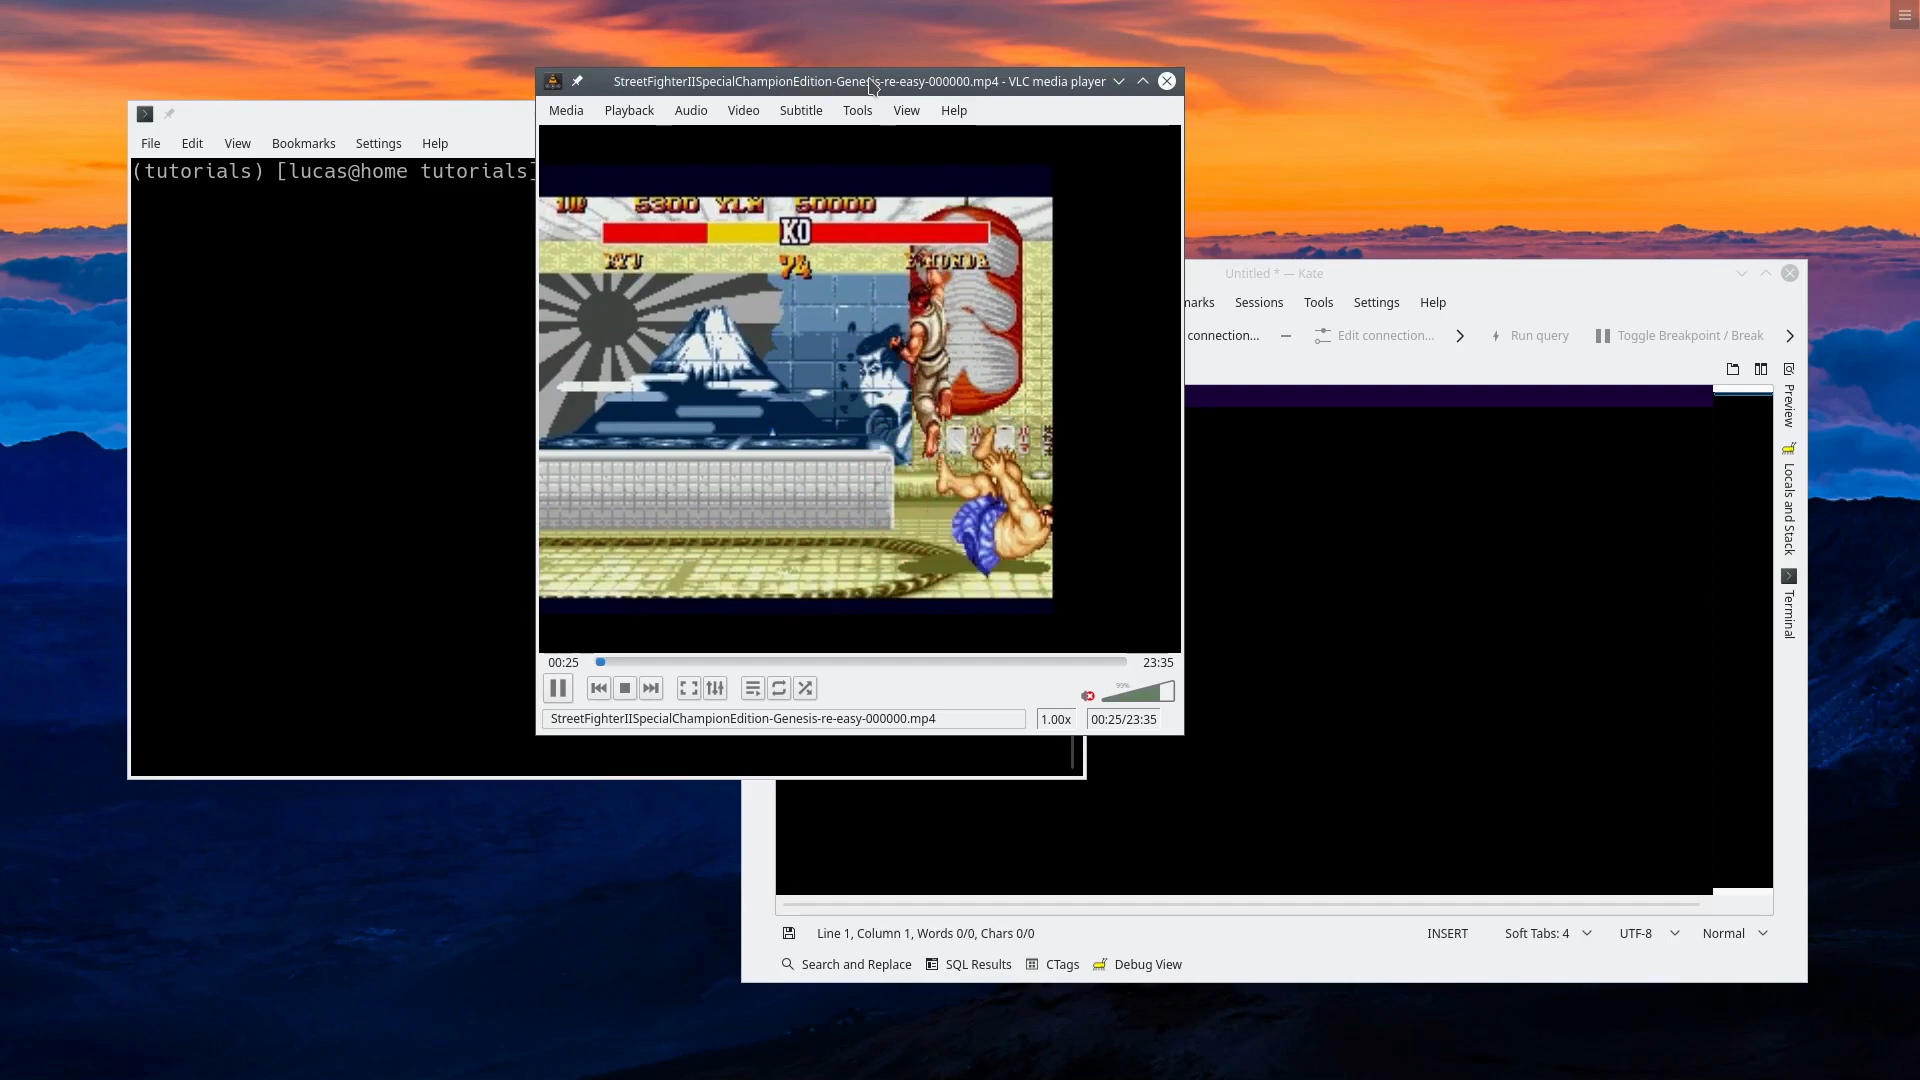 StreetFighterIISpecialChampionEdition-Genesis-re-easy-000000.mp4 - VLC media player
Media Playback Audio Video Subtitle Tools View Help
File Edit View Bookmarks Settings Help
(tutorials) [lucas@home tutorials]
1UP 5300 50000
KO
RYU 74 E.HONDA
00:25 23:35
99%
StreetFighterIISpecialChampionEdition-Genesis-re-easy-000000.mp4 1.00x 00:25/23:35
Untitled * — Kate
marks Sessions Tools Settings Help
connection... Edit connection... Run query Toggle Breakpoint / Break
Preview
Locals and Stack
Terminal
Line 1, Column 1, Words 0/0, Chars 0/0 INSERT Soft Tabs: 4 UTF-8 Normal
Search and Replace SQL Results CTags Debug View